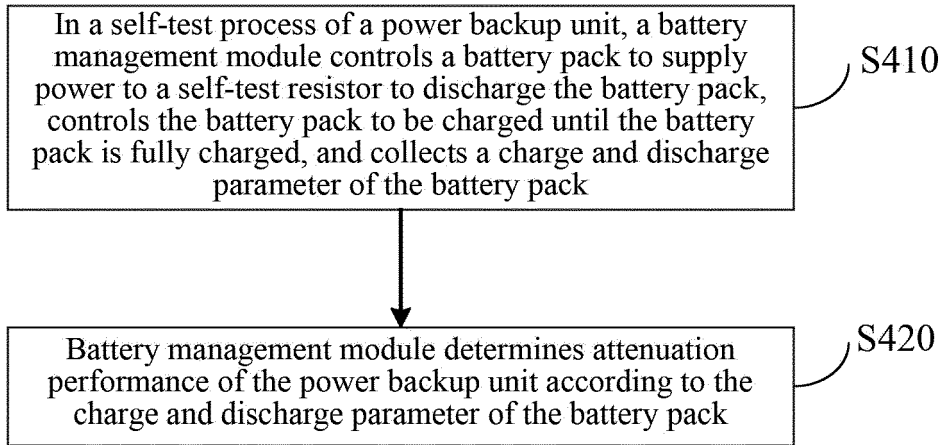 In a self-test process of a power backup unit, a battery
management module controls a battery pack to supply
power to a self-test resistor to discharge the battery pack,
controls the battery pack to be charged until the battery
pack is fully charged, and collects a charge and discharge
parameter of the battery pack
S410
Battery management module determines attenuation
performance of the power backup unit according to the
charge and discharge parameter of the battery pack
S420